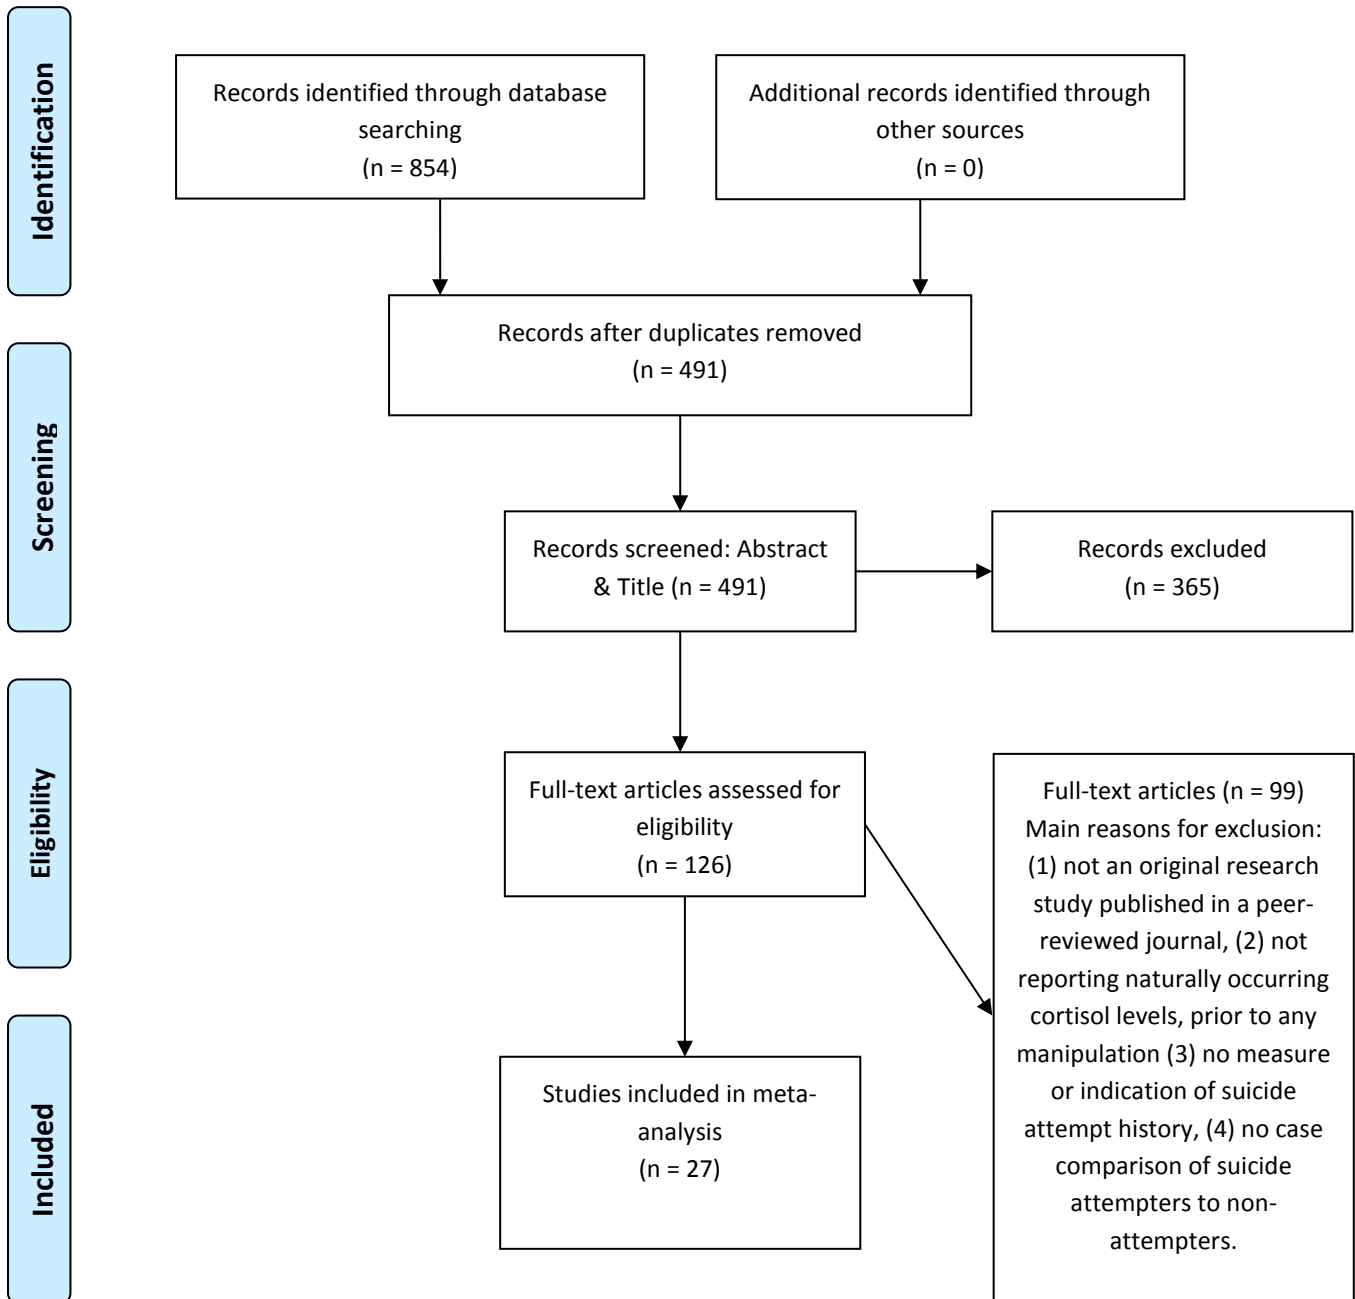 Identification
Records identified through database
searching
(n = 854)
Additional records identified through
other sources
(n = 0)
Records after duplicates removed
(n = 491)
Screening
Records screened: Abstract
& Title (n = 491)
Records excluded
(n = 365)
Eligibility
Full-text articles assessed for
eligibility
(n = 126)
Full-text articles (n = 99)
Main reasons for exclusion:
(1) not an original research
study published in a peer-
reviewed journal, (2) not
reporting naturally occurring
cortisol levels, prior to any
manipulation (3) no measure
or indication of suicide
attempt history, (4) no case
comparison of suicide
attempters to non-
attempters.
Included
Studies included in meta-
analysis
(n = 27)